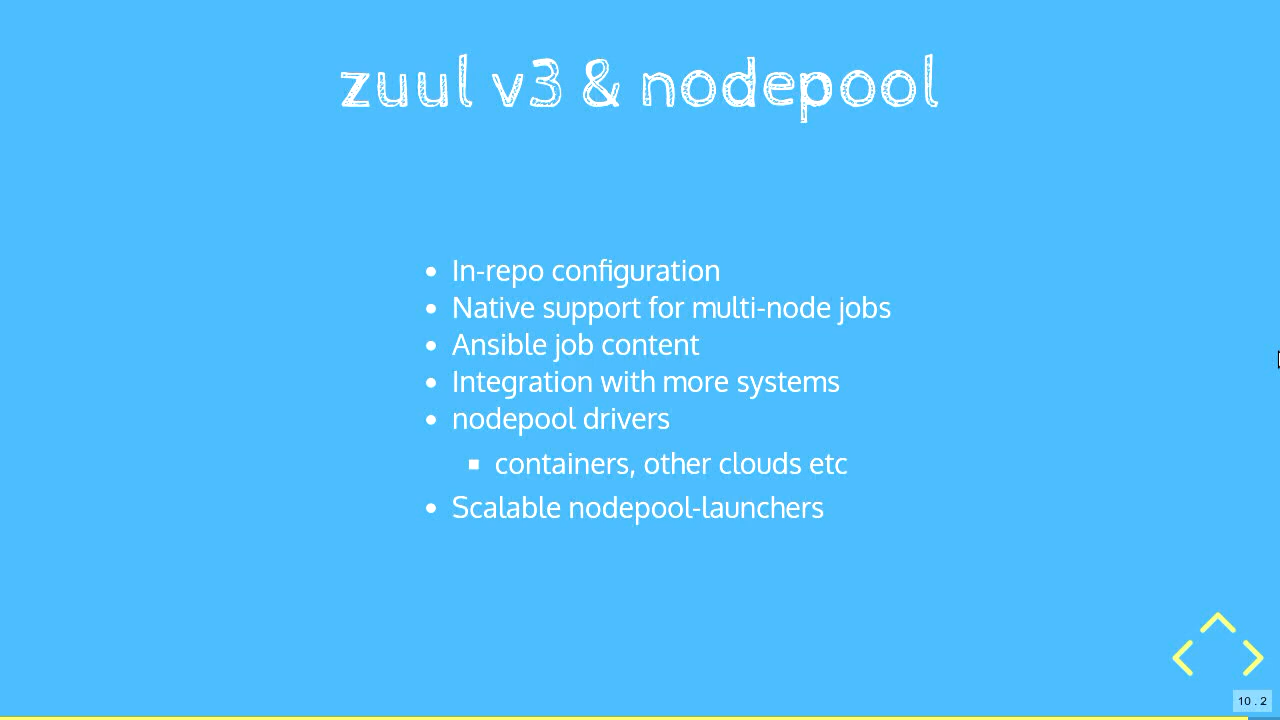 zuul v3 & nodepool
In-repo configuration
Native support for multi-node jobs
Ansible job content
Integration with more systems
nodepool drivers
containers, other clouds etc
Scalable nodepool-launchers
10 . 2